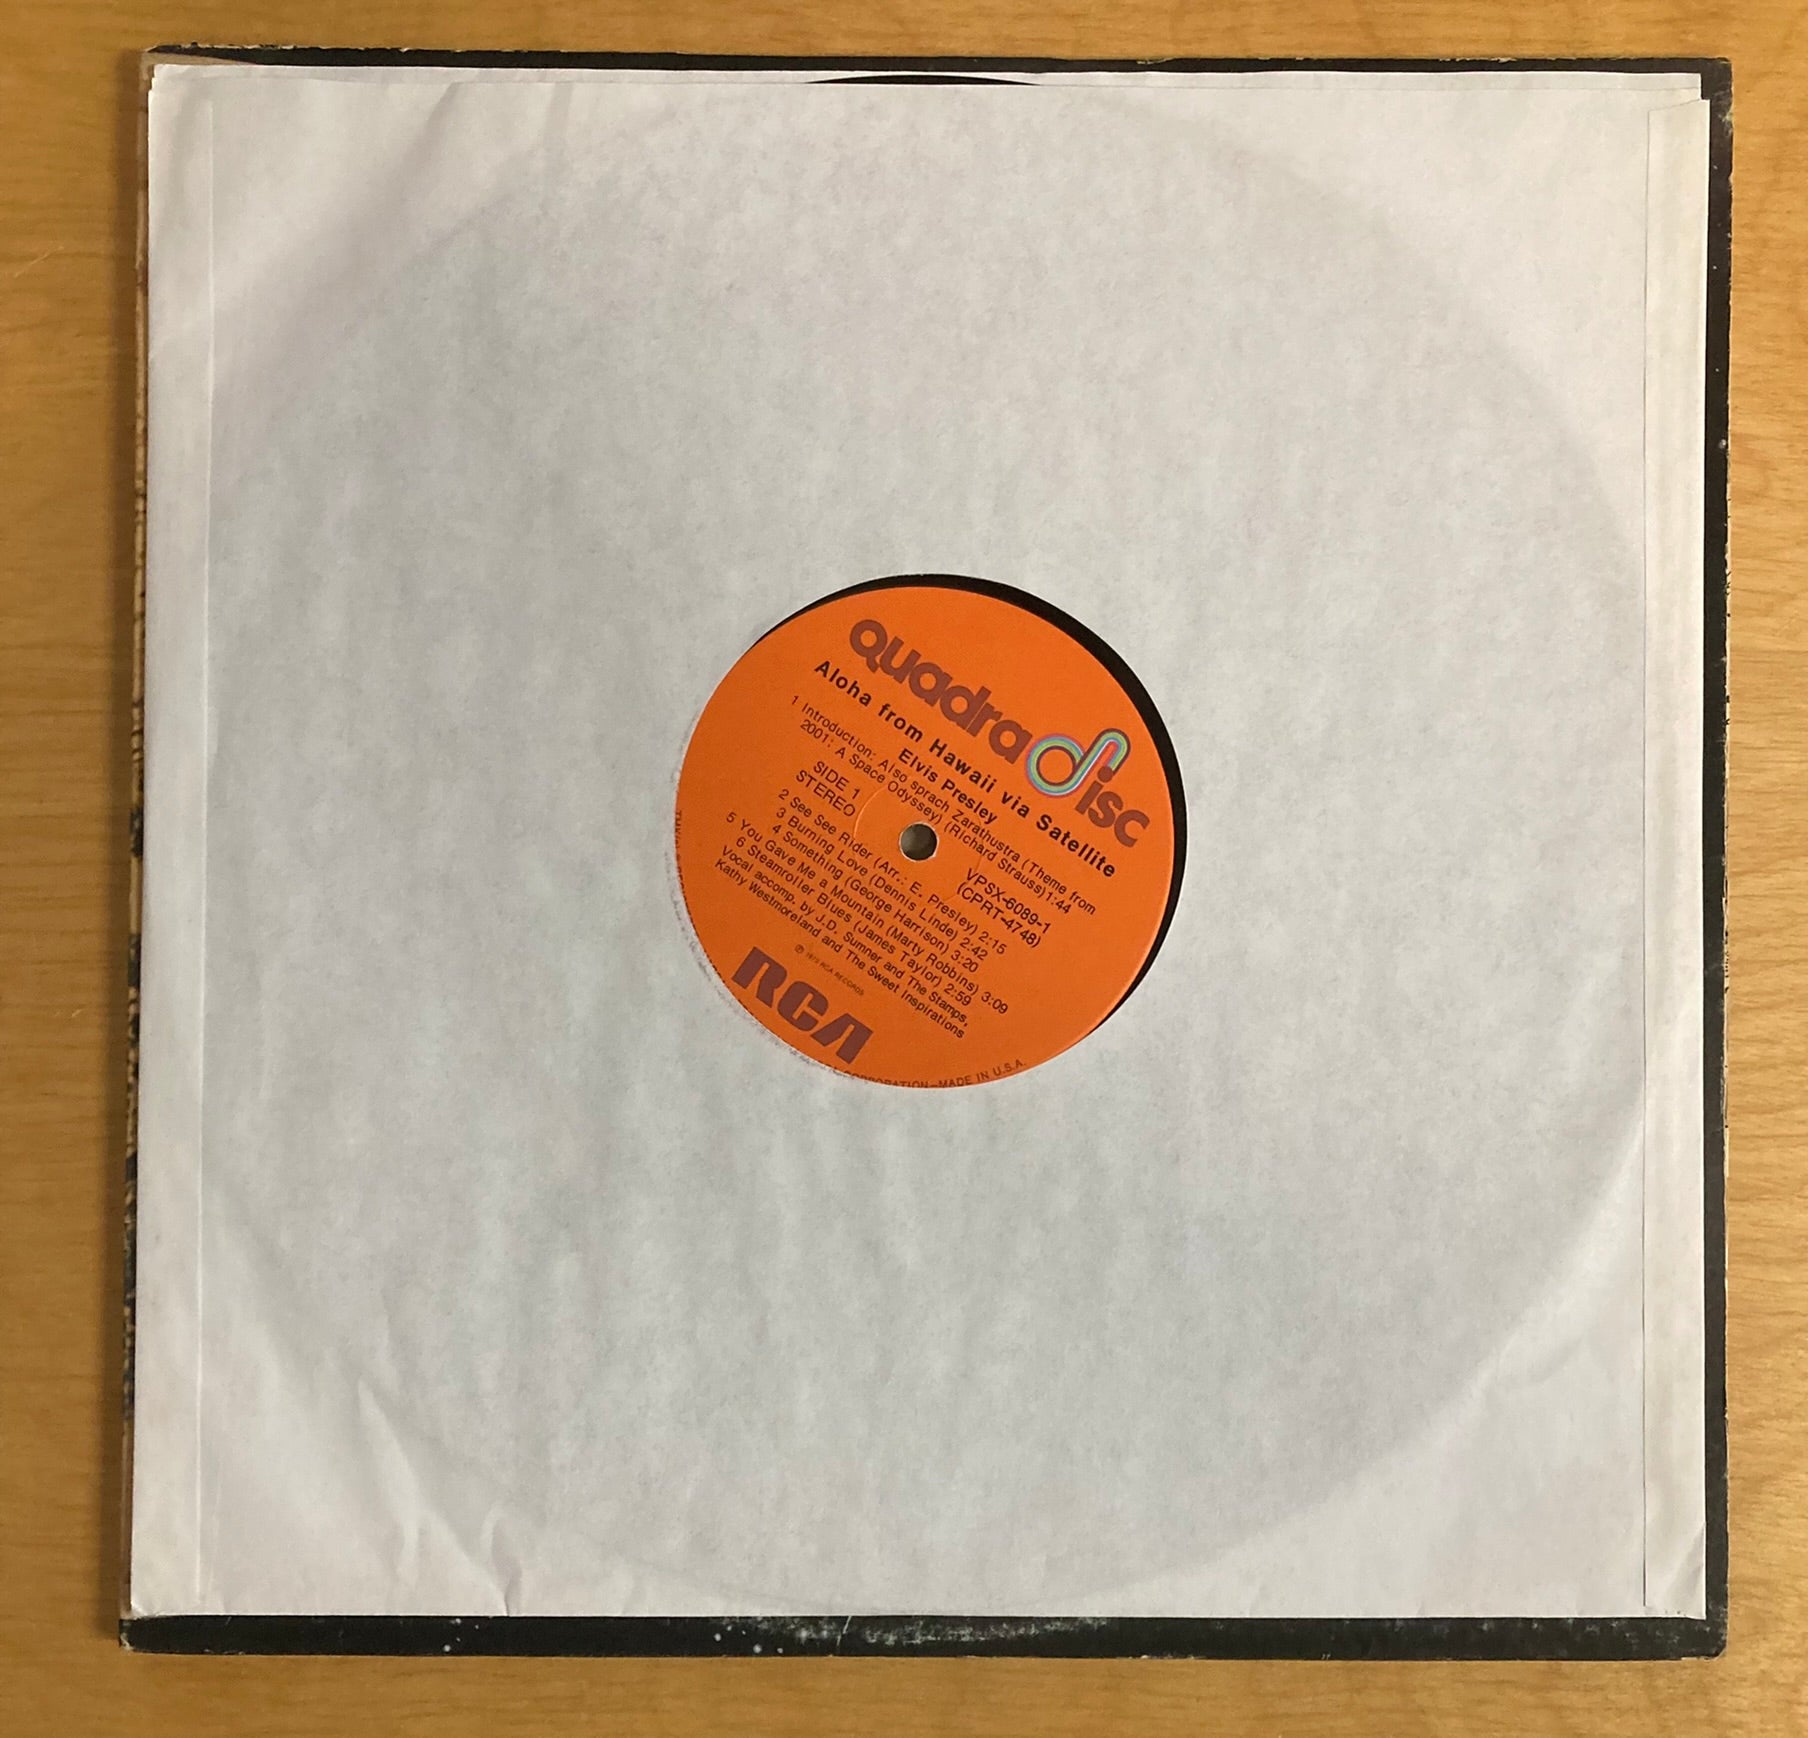 quadradisc
Aloha from Hawaii via Satellite
Elvis Presley
1 Introduction: Also sprach Zarathustra (Theme from
2001: A Space Odyssey) (Richard Strauss)1:44
SIDE 1
STEREO
VPSX-6089-1
(CPRT-4748)
2 See See Rider (Arr.: E. Presley) 2:15
3 Burning Love (Dennis Linde) 2:42
4 Something (George Harrison) 3:20
5 You Gave Me a Mountain (Marty Robbins) 3:09
6 Steamroller Blues (James Taylor) 2:59
Vocal accomp. by J.D. Sumner and The Stamps,
Kathy Westmoreland and The Sweet Inspirations
℗ 1973 RCA RECORDS
RCA
CORPORATION—MADE IN U.S.A.